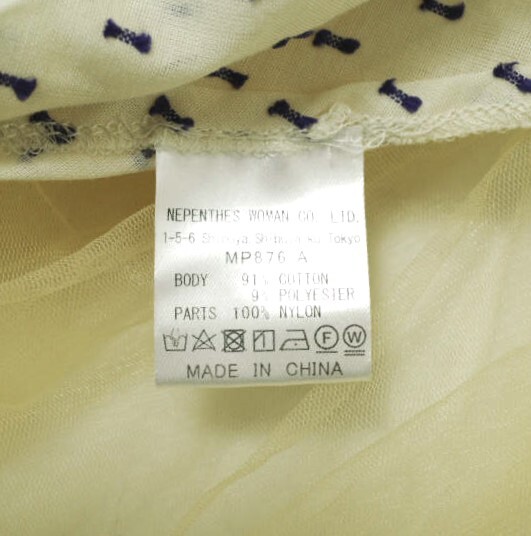 NEPENTHES WOMAN CO. LTD.
1-5-6 Tokyo
MP876 A
BODY 91% COTTON
9% POLYESTER
PARTS 100% NYLON
F W
MADE IN CHINA